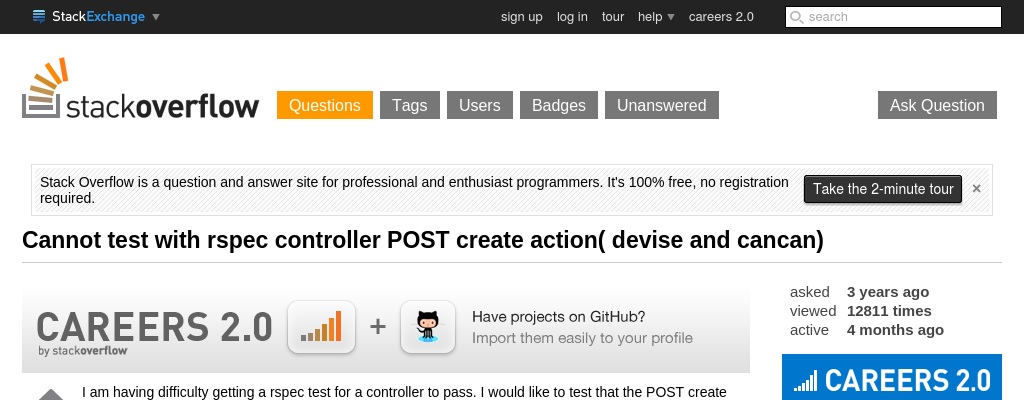 StackExchange sign up log in tour help careers 2.0 search
stackoverflow Questions Tags Users Badges Unanswered Ask Question
Stack Overflow is a question and answer site for professional and enthusiast programmers. It's 100% free, no registration
required.
Take the 2-minute tour ×
Cannot test with rspec controller POST create action( devise and cancan)
CAREERS 2.0
by stackoverflow
+
Have projects on GitHub?
Import them easily to your profile
asked 3 years ago
viewed 12811 times
active 4 months ago
CAREERS 2.0
I am having difficulty getting a rspec test for a controller to pass. I would like to test that the POST create